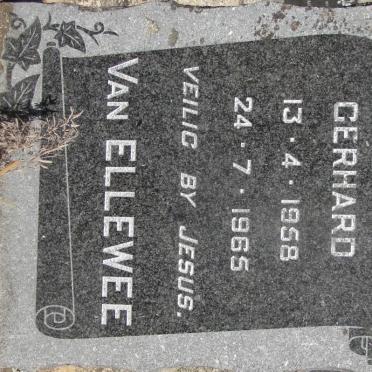 GERHARD
13·4·1958
24·7·1965
VEILIG BY JESUS.
VAN ELLEWEE